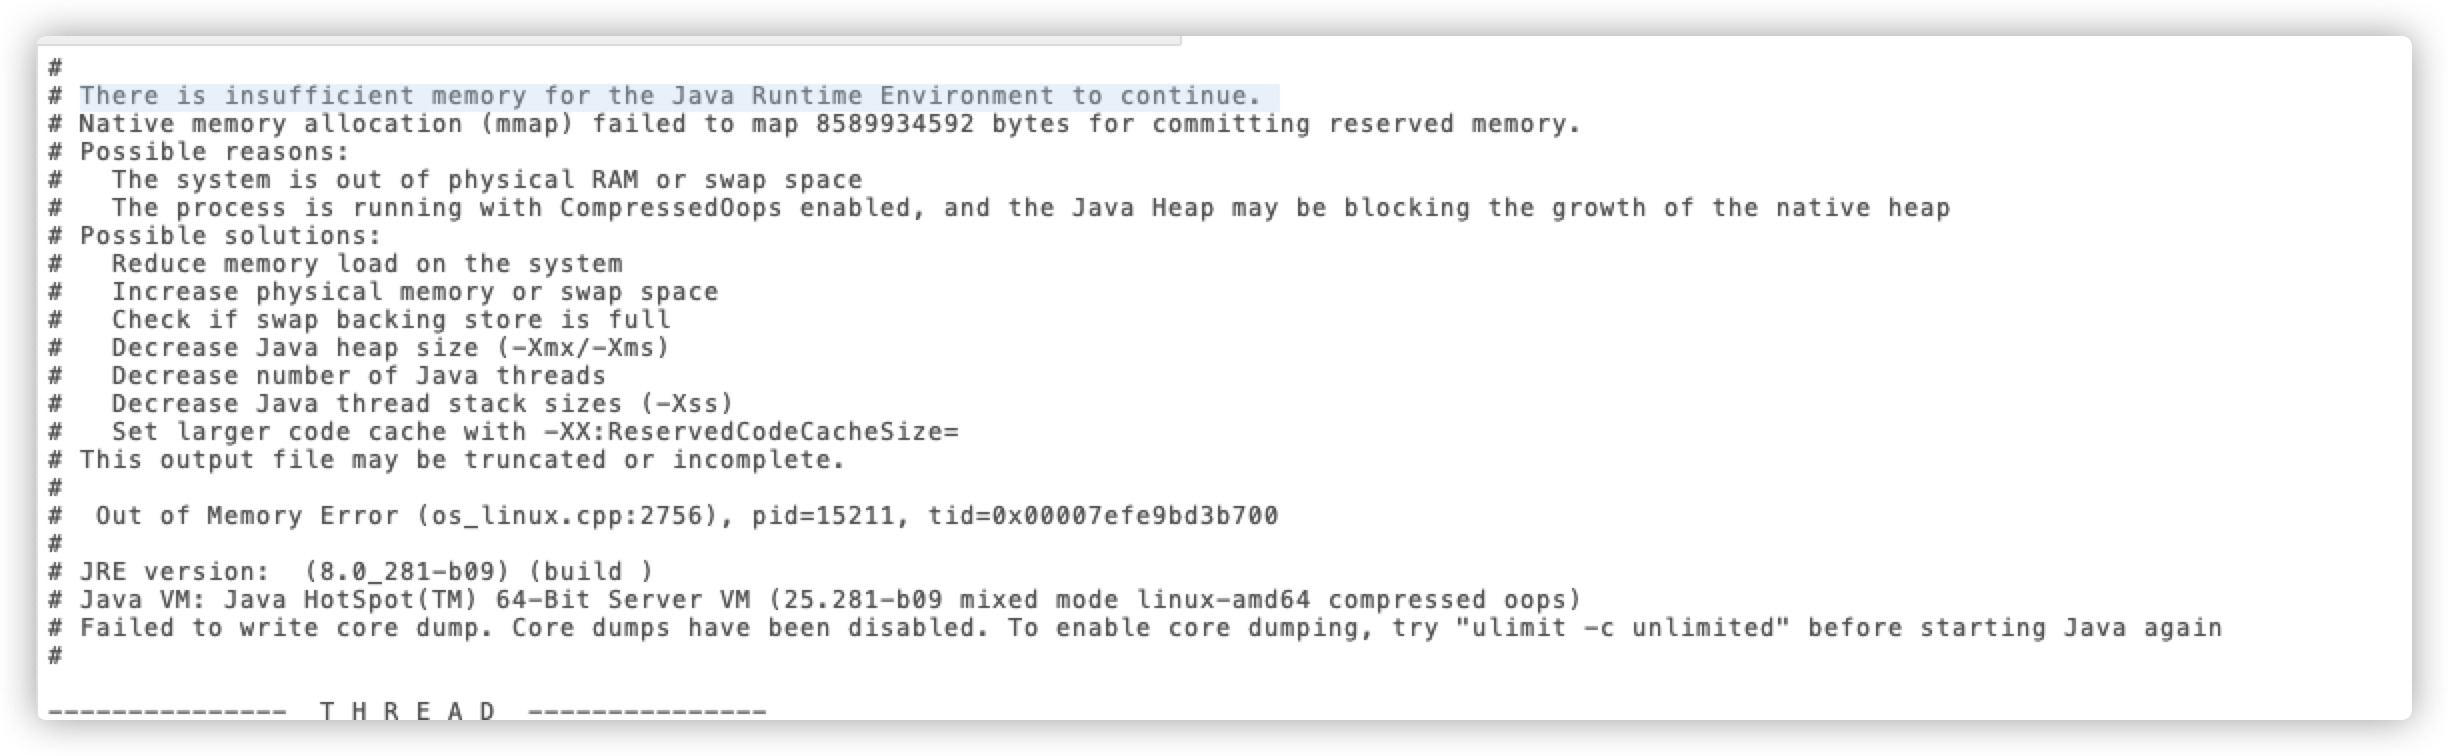 #
# There is insufficient memory for the Java Runtime Environment to continue.
# Native memory allocation (mmap) failed to map 8589934592 bytes for committing reserved memory.
# Possible reasons:
#   The system is out of physical RAM or swap space
#   The process is running with CompressedOops enabled, and the Java Heap may be blocking the growth of the native heap
# Possible solutions:
#   Reduce memory load on the system
#   Increase physical memory or swap space
#   Check if swap backing store is full
#   Decrease Java heap size (-Xmx/-Xms)
#   Decrease number of Java threads
#   Decrease Java thread stack sizes (-Xss)
#   Set larger code cache with -XX:ReservedCodeCacheSize=
# This output file may be truncated or incomplete.
#
#  Out of Memory Error (os_linux.cpp:2756), pid=15211, tid=0x00007efe9bd3b700
#
# JRE version:  (8.0_281-b09) (build )
# Java VM: Java HotSpot(TM) 64-Bit Server VM (25.281-b09 mixed mode linux-amd64 compressed oops)
# Failed to write core dump. Core dumps have been disabled. To enable core dumping, try "ulimit -c unlimited" before starting Java again
#
---------------  T H R E A D  ---------------